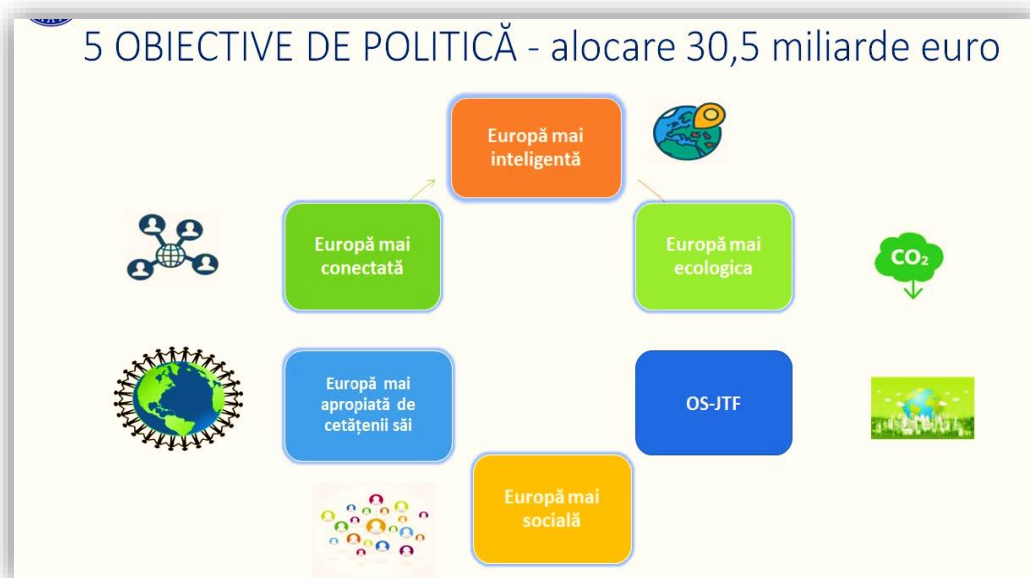 5 OBIECTIVE DE POLITICĂ - alocare 30,5 miliarde euro
Europă mai
inteligentă
Europă mai
conectată
Europă mai
ecologica
CO₂
Europă mai
apropiată de
cetățenii săi
OS-JTF
Europă mai
socială